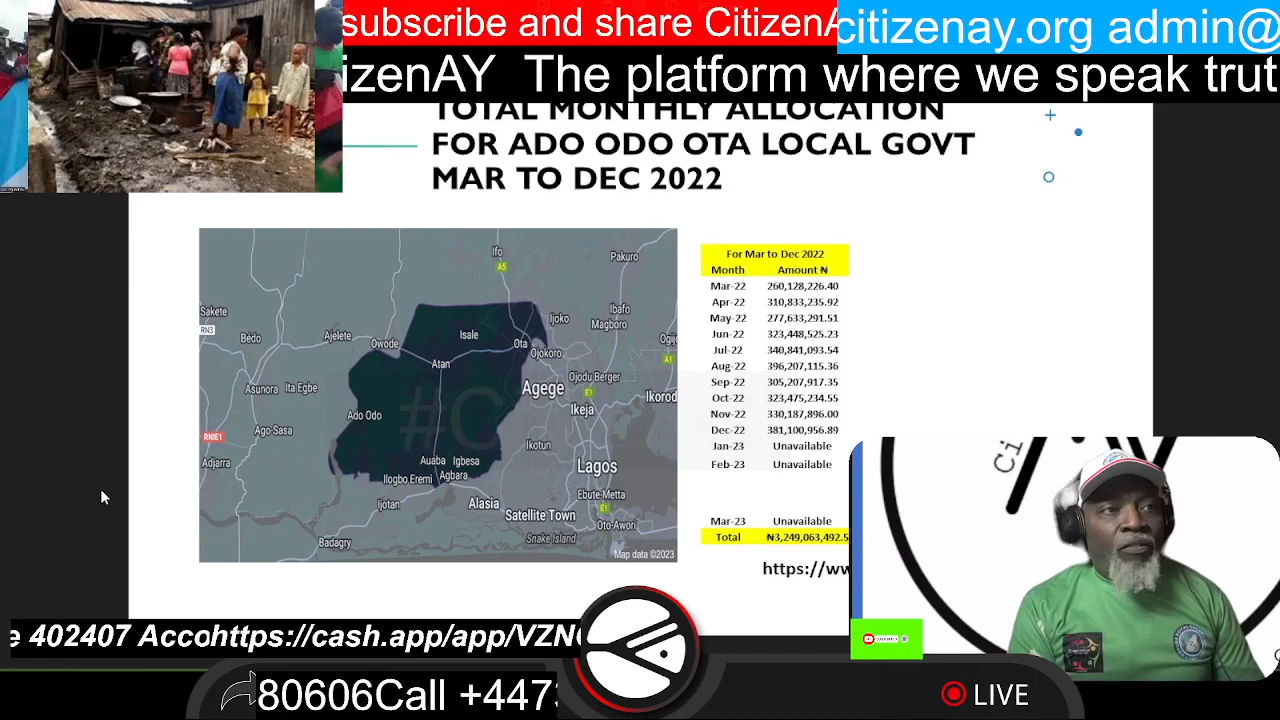 subscribe and share CitizenA
citizenay.org admin@
izenAY The platform where we speak trut
TOTAL MONTHLY ALLOCATION
FOR ADO ODO OTA LOCAL GOVT
MAR TO DEC 2022
Ifo
A5
Pakuro
Sakete
RN3
Bédo
Ajelete
Owode
Isale
Ota
Ijoko
Ibafo
Magboro
Ojokoro
A1
Atan
Asunora
Ita Egbe
Agege
Ojodu Berger
E1
Ikeja
Ikorod
Ado Odo
Ago-Sasa
RNIE1
Adjarra
Ikotun
Auaba
Igbesa
Ilogbo Eremi
Agbara
Lagos
Ijotan
Alasia
Ebute-Metta
Satellite Town
E1
Oto-Awori
Badagry
Snake Island
Map data ©2023
For Mar to Dec 2022
Month Amount ₦
Mar-22 260,128,226.40
Apr-22 310,833,235.92
May-22 277,633,291.51
Jun-22 323,448,525.23
Jul-22 340,841,093.54
Aug-22 396,207,115.36
Sep-22 305,207,917.35
Oct-22 323,475,234.55
Nov-22 330,187,896.00
Dec-22 381,100,956.89
Jan-23 Unavailable
Feb-23 Unavailable
Mar-23 Unavailable
Total ₦3,249,063,492.5
https://ww
Ci
e 402407 Accohttps://cash.app/app/VZN
80606Call +447
LIVE